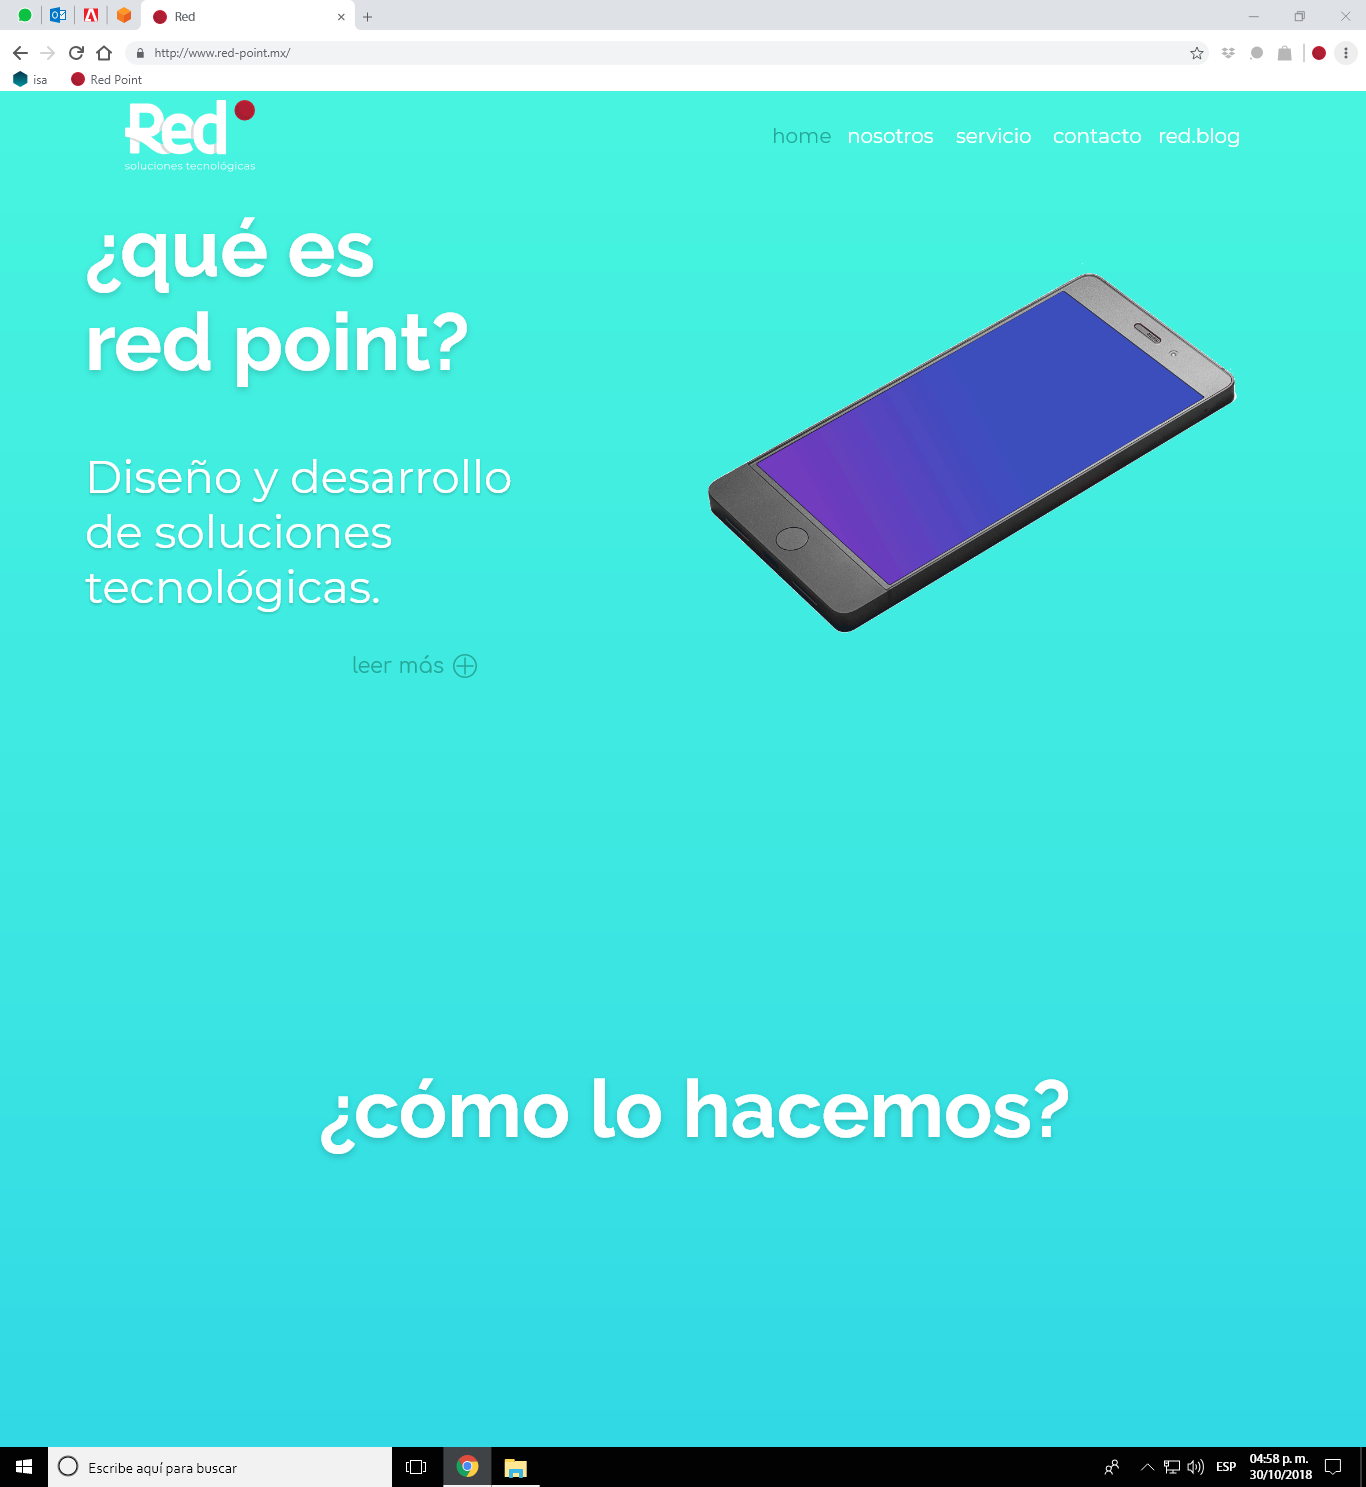 Red
http://www.red-point.mx/
isa
Red Point
Red
soluciones tecnológicas
home nosotros servicio contacto red.blog
¿qué es
red point?
Diseño y desarrollo
de soluciones
tecnológicas.
leer más
¿cómo lo hacemos?
Escribe aquí para buscar
ESP
04:58 p. m.
30/10/2018